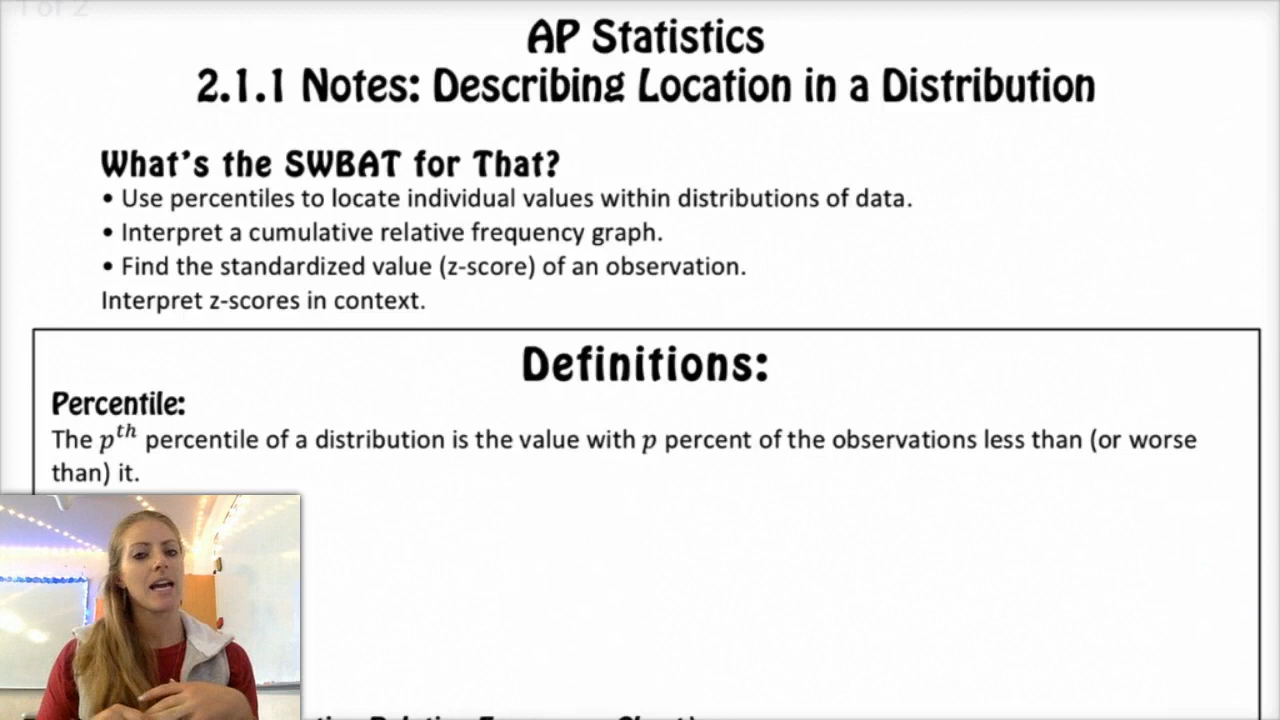 1 of 2
AP Statistics
2.1.1 Notes: Describing Location in a Distribution
What's the SWBAT for That?
• Use percentiles to locate individual values within distributions of data.
• Interpret a cumulative relative frequency graph.
• Find the standardized value (z-score) of an observation.
Interpret z-scores in context.
Definitions:
Percentile:
The pᵗʰ percentile of a distribution is the value with p percent of the observations less than (or worse
than) it.